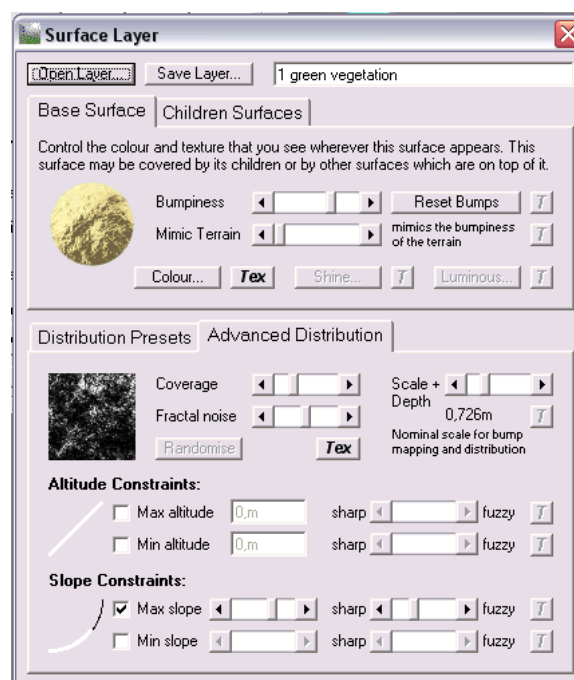 Surface Layer
Open Layer... Save Layer... 1 green vegetation
Base Surface Children Surfaces
Control the colour and texture that you see wherever this surface appears. This
surface may be covered by its children or by other surfaces which are on top of it.
Bumpiness Reset Bumps T
Mimic Terrain mimics the bumpiness
of the terrain T
Colour... Tex Shine... T Luminous... T
Distribution Presets Advanced Distribution
Coverage Scale +
Depth
Fractal noise 0,726m T
Randomise Tex Nominal scale for bump
mapping and distribution
Altitude Constraints:
Max altitude 0,m sharp fuzzy T
Min altitude 0,m sharp fuzzy T
Slope Constraints:
Max slope sharp fuzzy T
Min slope sharp fuzzy T